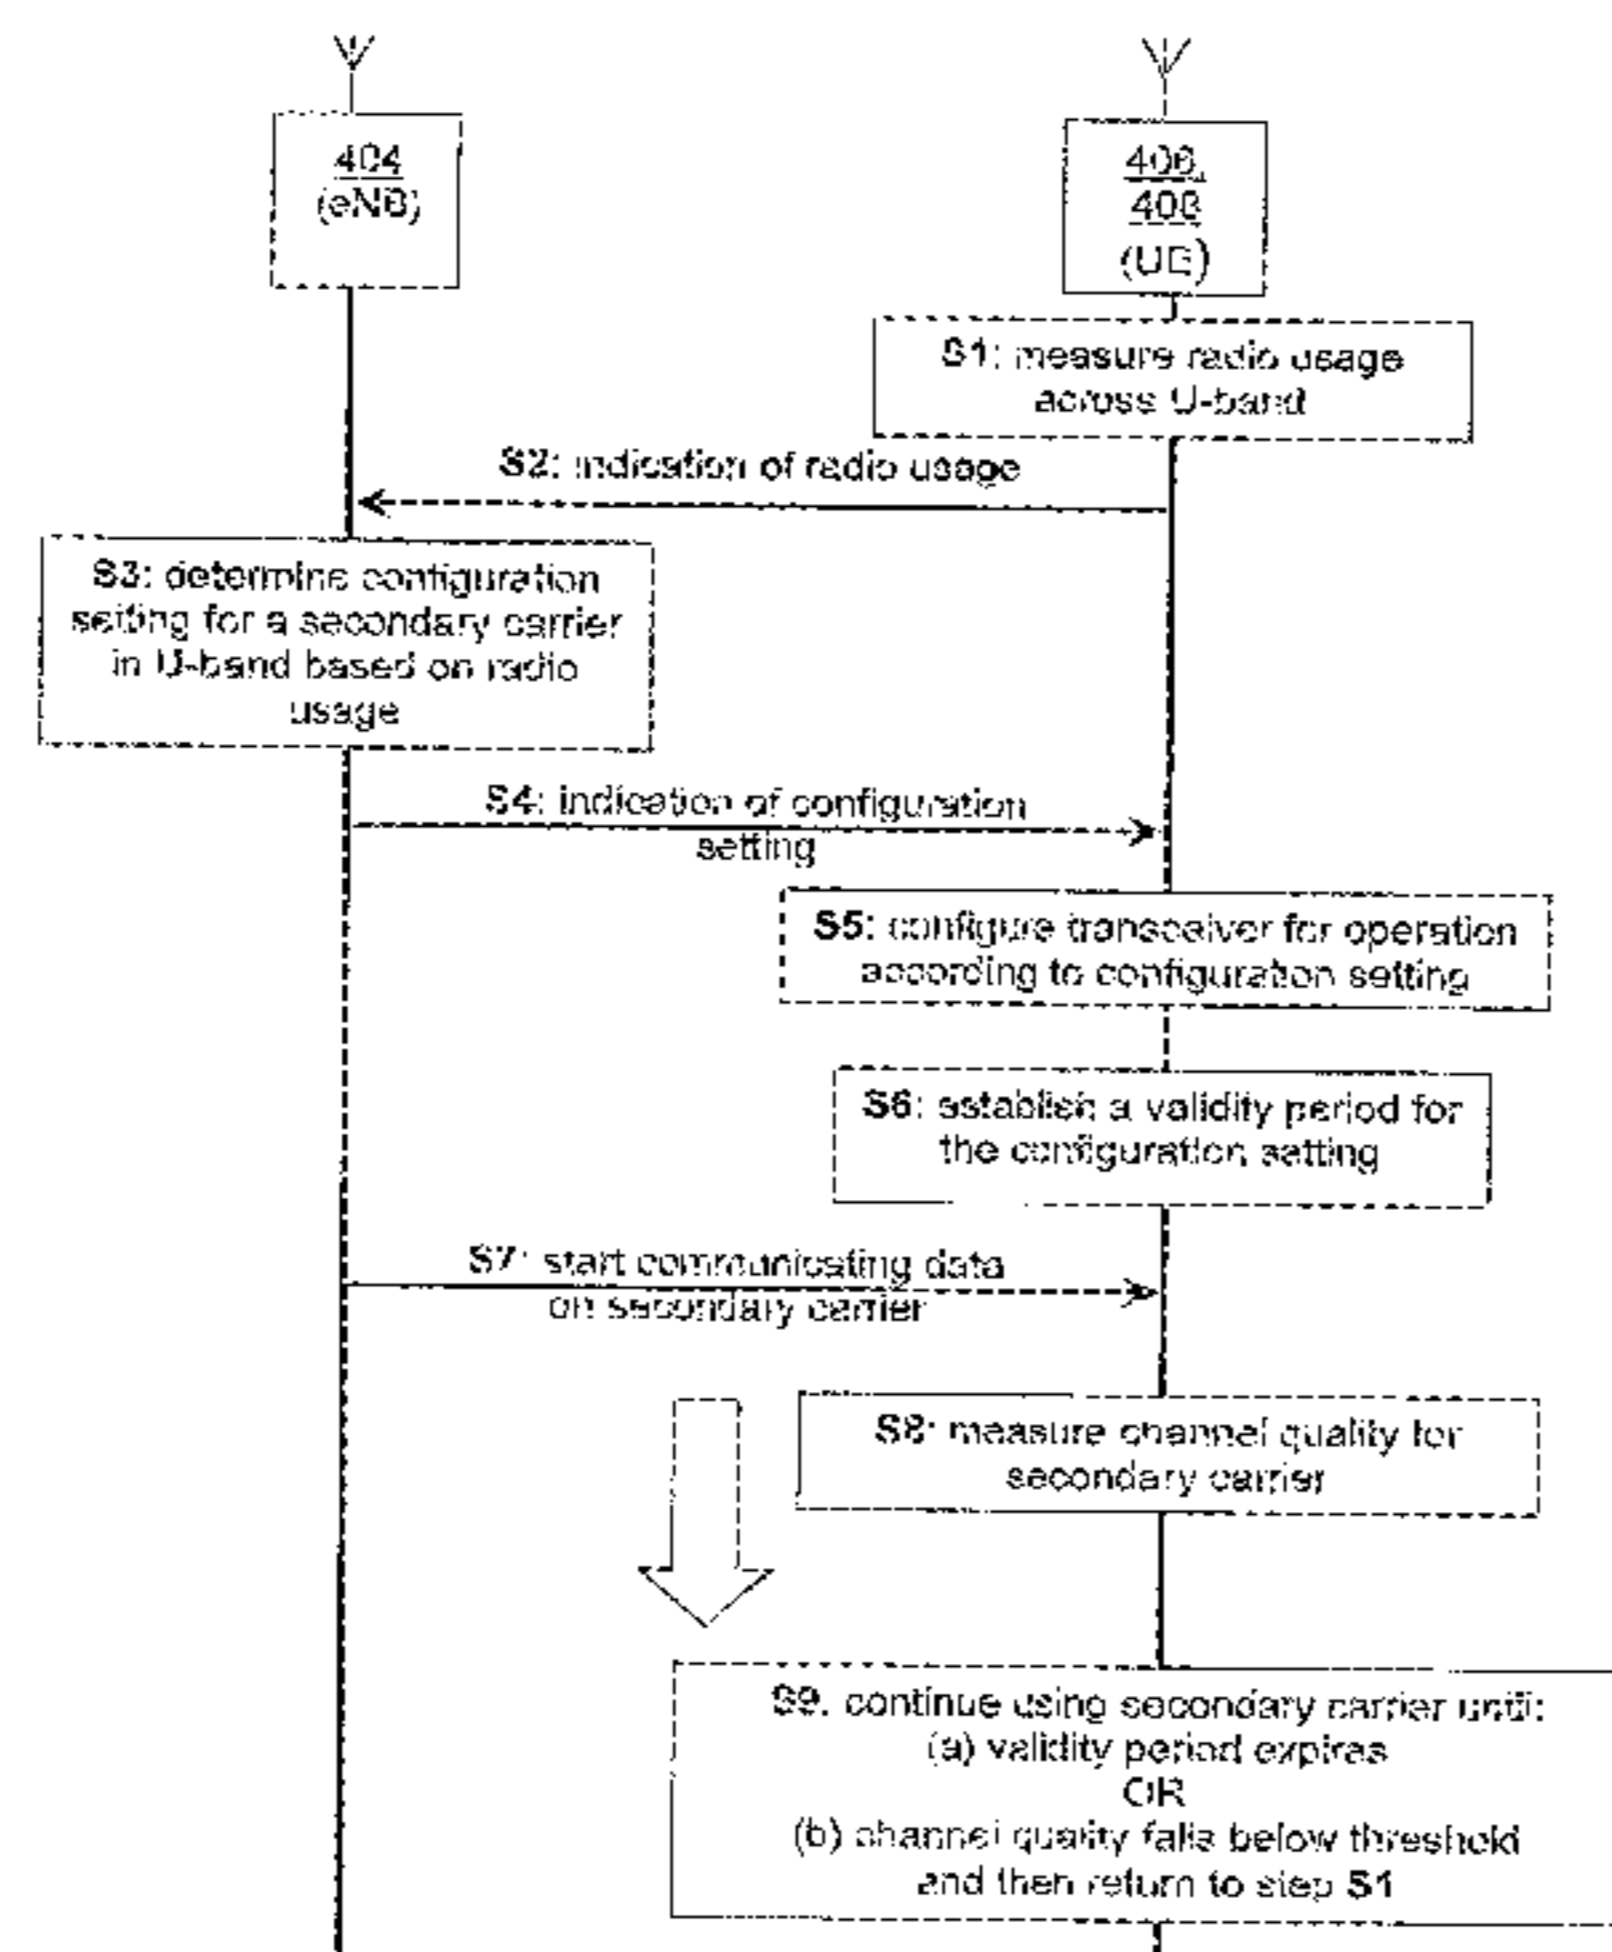 404
(eNB)
406,
408
(UE)
S1: measure radio usage
across U-band
S2: indication of radio usage
S3: determine configuration
setting for a secondary carrier
in U-band based on radio
usage
S4: indication of configuration
setting
S5: configure transceiver for operation
according to configuration setting
S6: establish a validity period for
the configuration setting
S7: start communicating data
on secondary carrier
S8: measure channel quality for
secondary carrier
S9: continue using secondary carrier until:
(a) validity period expires
OR
(b) channel quality falls below threshold
and then return to step S1